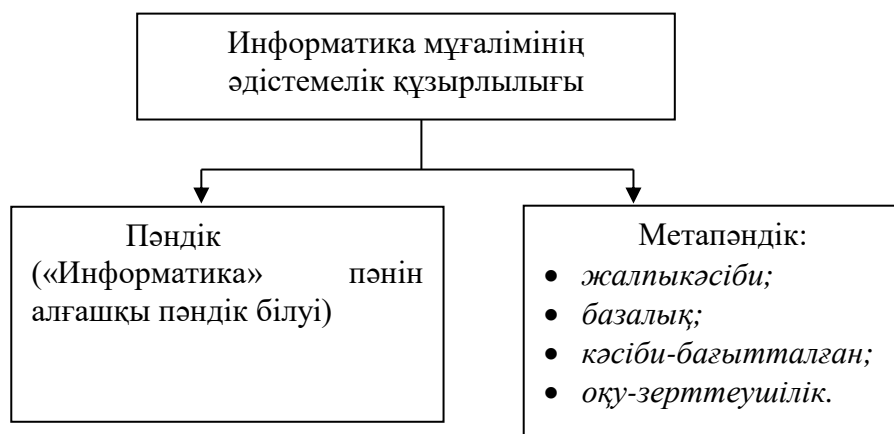 Информатика мұғалімінің
әдістемелік құзырлылығы
Пәндік
(«Информатика» пәнін
алғашқы пәндік білуі)
Метапәндік:
• жалпыкәсіби;
• базалық;
• кәсіби-бағытталған;
• оқу-зерттеушілік.